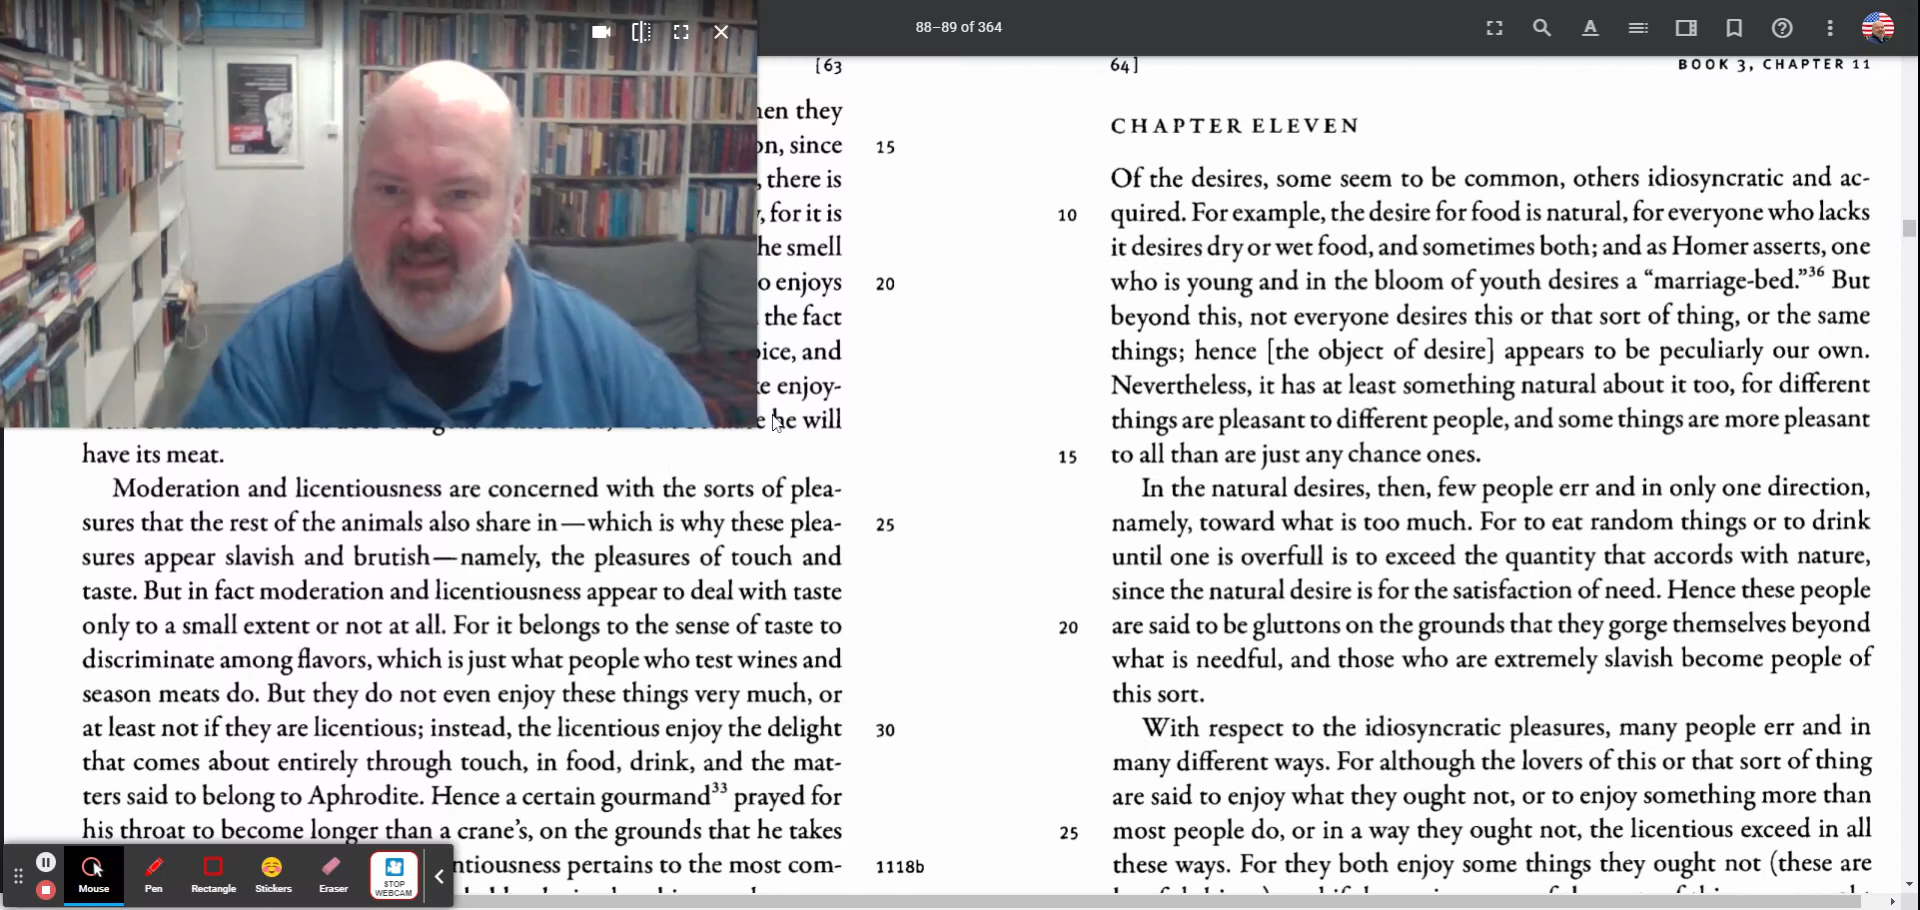 88–89 of 364
[63
hen they
on, since
15
, there is
, for it is
he smell
o enjoys
20
the fact
oice, and
ke enjoy-
he will
have its meat.
Moderation and licentiousness are concerned with the sorts of plea-
sures that the rest of the animals also share in—which is why these plea-
25
sures appear slavish and brutish—namely, the pleasures of touch and
taste. But in fact moderation and licentiousness appear to deal with taste
only to a small extent or not at all. For it belongs to the sense of taste to
discriminate among flavors, which is just what people who test wines and
season meats do. But they do not even enjoy these things very much, or
at least not if they are licentious; instead, the licentious enjoy the delight
30
that comes about entirely through touch, in food, drink, and the mat-
ters said to belong to Aphrodite. Hence a certain gourmand33 prayed for
his throat to become longer than a crane's, on the grounds that he takes
ntiousness pertains to the most com-
1118b
64]
BOOK 3, CHAPTER 11
CHAPTER ELEVEN
Of the desires, some seem to be common, others idiosyncratic and ac-
10
quired. For example, the desire for food is natural, for everyone who lacks
it desires dry or wet food, and sometimes both; and as Homer asserts, one
who is young and in the bloom of youth desires a “marriage-bed.”36 But
beyond this, not everyone desires this or that sort of thing, or the same
things; hence [the object of desire] appears to be peculiarly our own.
Nevertheless, it has at least something natural about it too, for different
things are pleasant to different people, and some things are more pleasant
15
to all than are just any chance ones.
In the natural desires, then, few people err and in only one direction,
namely, toward what is too much. For to eat random things or to drink
until one is overfull is to exceed the quantity that accords with nature,
since the natural desire is for the satisfaction of need. Hence these people
20
are said to be gluttons on the grounds that they gorge themselves beyond
what is needful, and those who are extremely slavish become people of
this sort.
With respect to the idiosyncratic pleasures, many people err and in
many different ways. For although the lovers of this or that sort of thing
are said to enjoy what they ought not, or to enjoy something more than
25
most people do, or in a way they ought not, the licentious exceed in all
these ways. For they both enjoy some things they ought not (these are
Mouse
Pen
Rectangle
Stickers
Eraser
STOP
WEBCAM